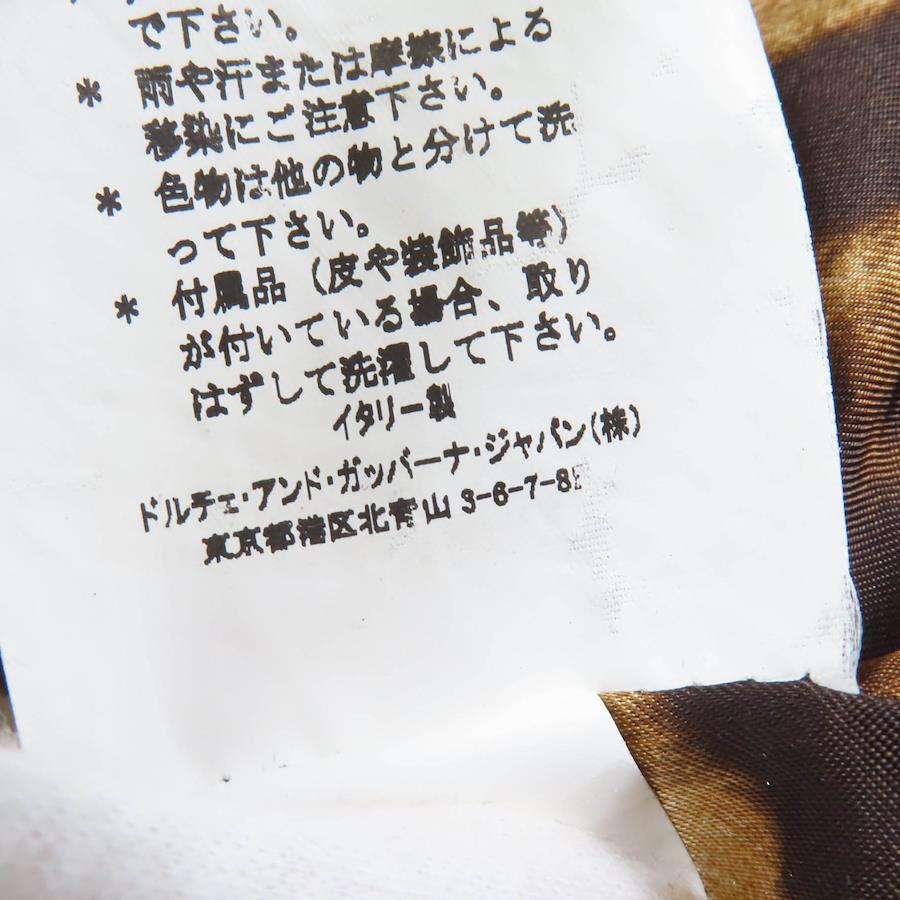 で下さい。
* 雨や汗または摩擦による
移染にご注意下さい。
* 色物は他の物と分けて洗
って下さい。
* 付属品（皮や装飾品等）
が付いている場合、取り
はずして洗濯して下さい。
イタリー製
ドルチェ・アンド・ガッバーナ・ジャパン(株)
東京都港区北青山 3-6-7-8